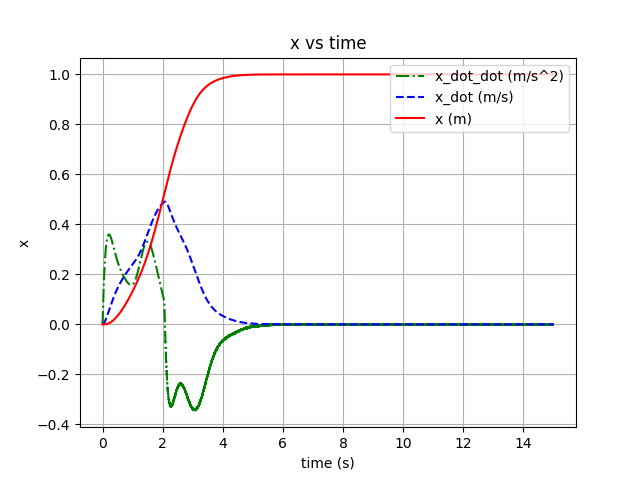 x vs time
x_dot_dot (m/s^2)
x_dot (m/s)
x (m)
1.0
0.8
0.6
0.4
0.2
0.0
−0.2
−0.4
x
0 2 4 6 8 10 12 14
time (s)